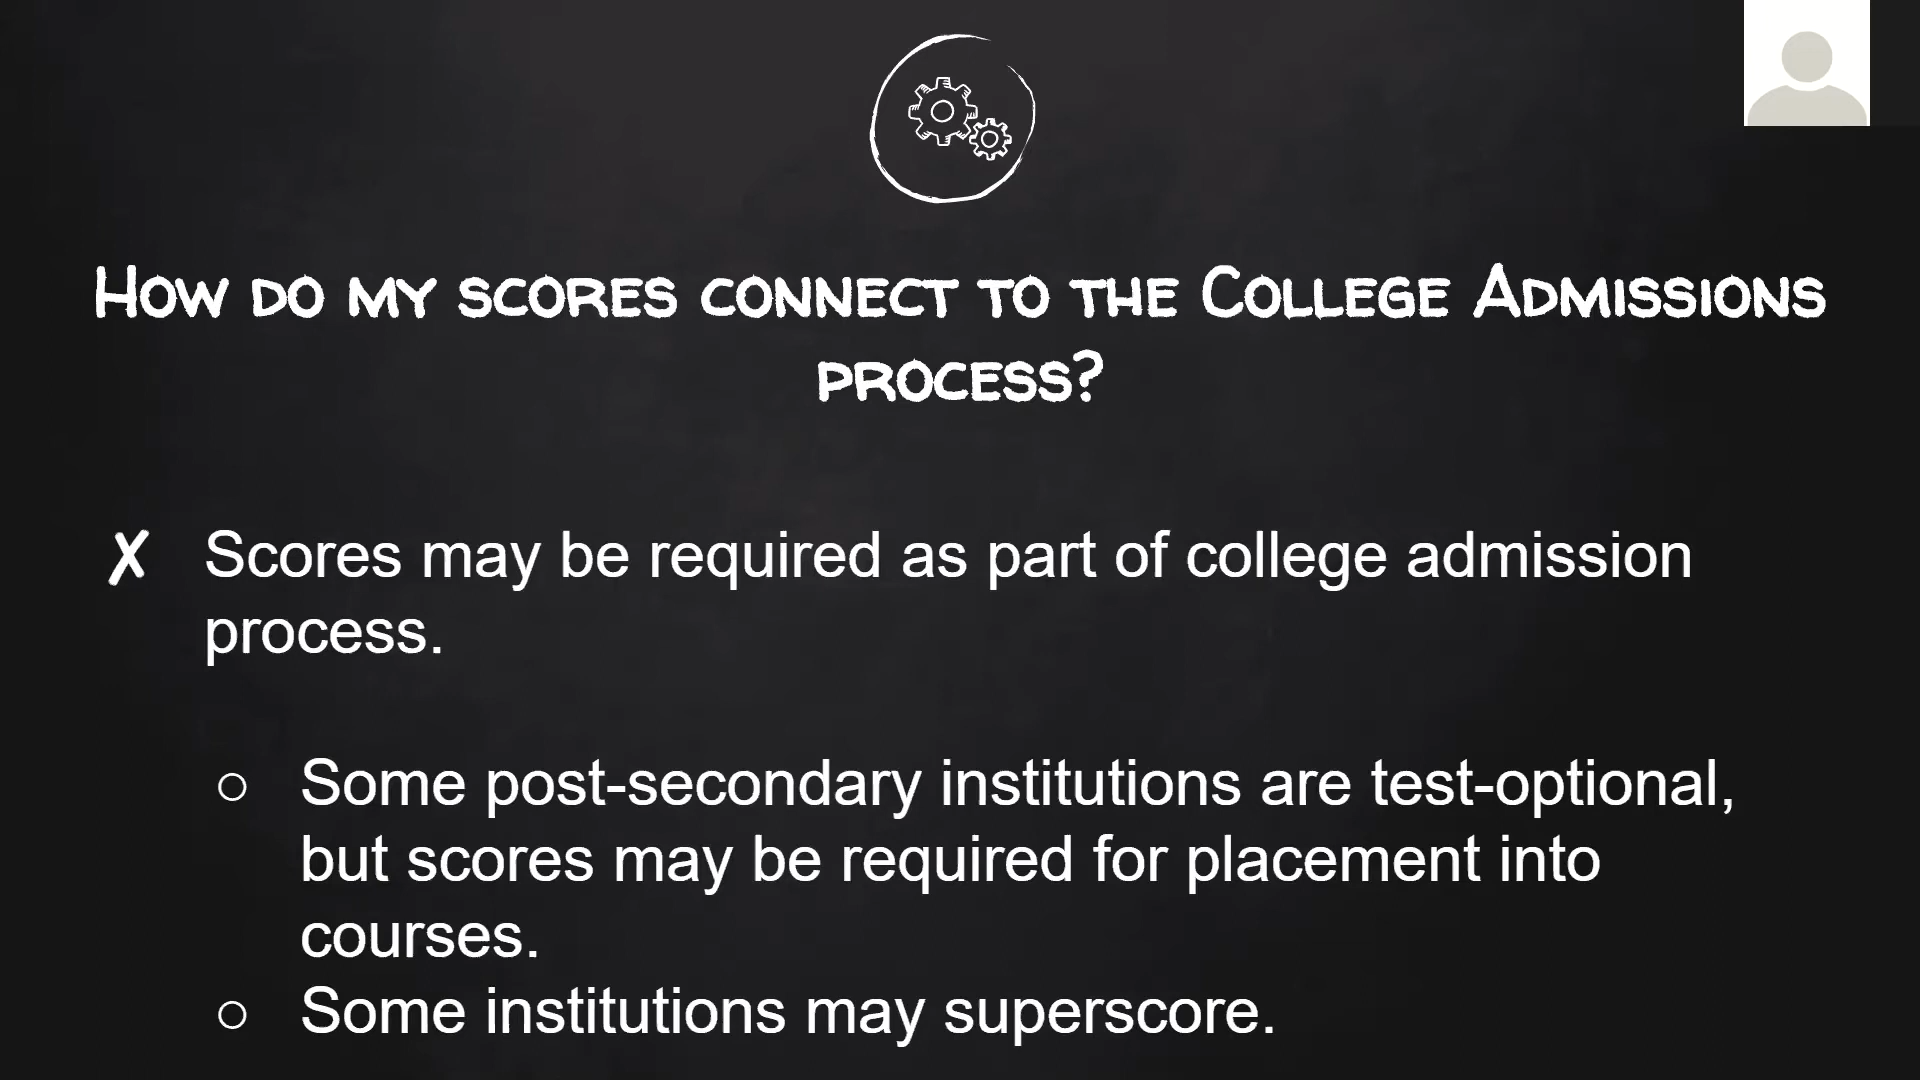 How do my scores connect to the College Admissions
process?
✗ Scores may be required as part of college admission
process.
○ Some post-secondary institutions are test-optional,
but scores may be required for placement into
courses.
○ Some institutions may superscore.